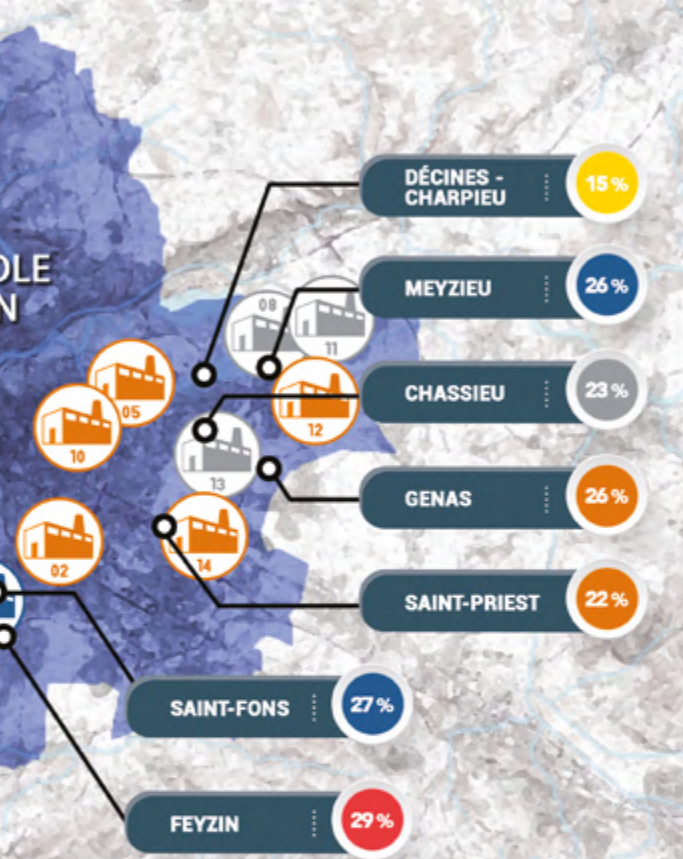 DÉCINES -
CHARPIEU
15 %
OLE
N
MEYZIEU
26 %
08
11
CHASSIEU
23 %
05
12
10
13
GENAS
26 %
02
14
SAINT-PRIEST
22 %
SAINT-FONS
27 %
FEYZIN
29 %